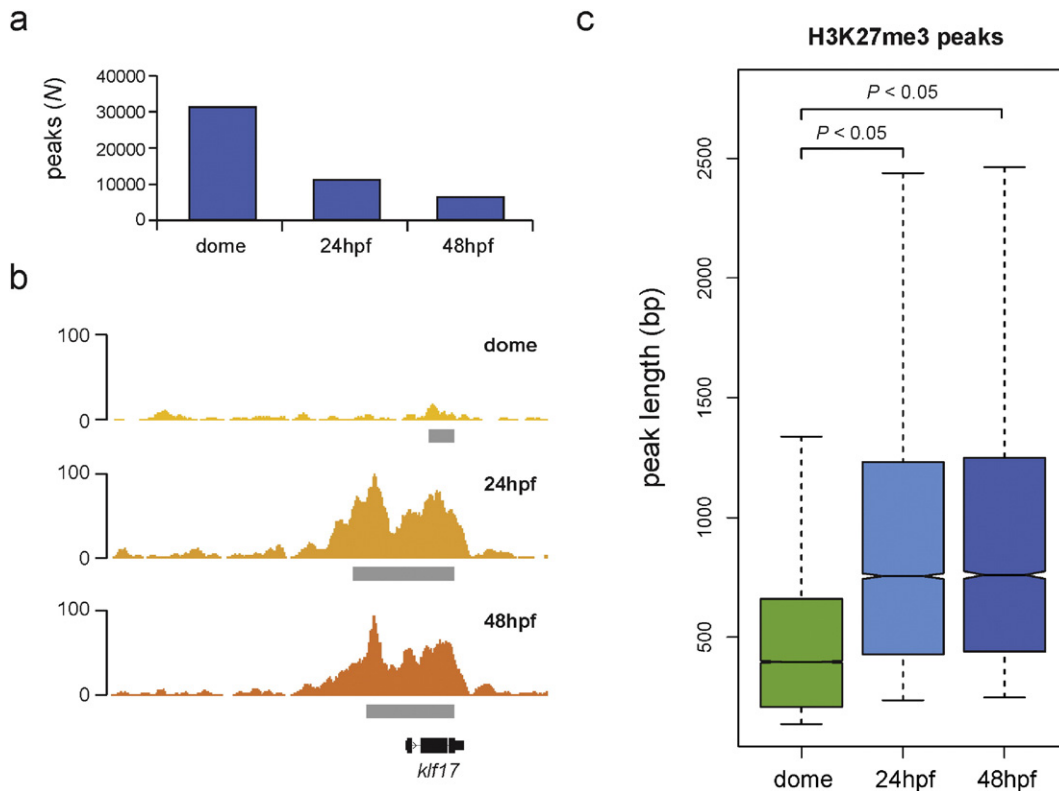 a
peaks (N)
40000
30000
20000
10000
0
dome 24hpf 48hpf
b
100
0
dome
100
0
24hpf
100
0
48hpf
klf17
c
H3K27me3 peaks
P < 0.05
P < 0.05
peak length (bp)
2500
2000
1500
1000
500
dome 24hpf 48hpf